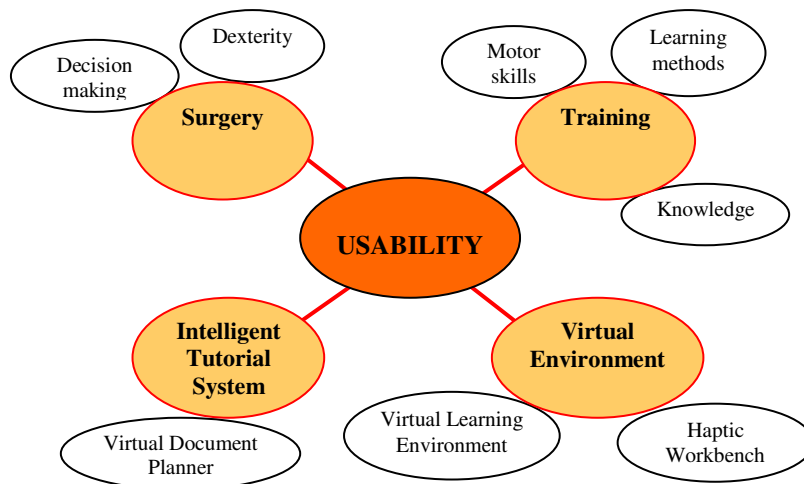 Dexterity
Decision
making
Surgery
Motor
skills
Learning
methods
Training
Knowledge
USABILITY
Intelligent
Tutorial
System
Virtual Document
Planner
Virtual
Environment
Virtual Learning
Environment
Haptic
Workbench